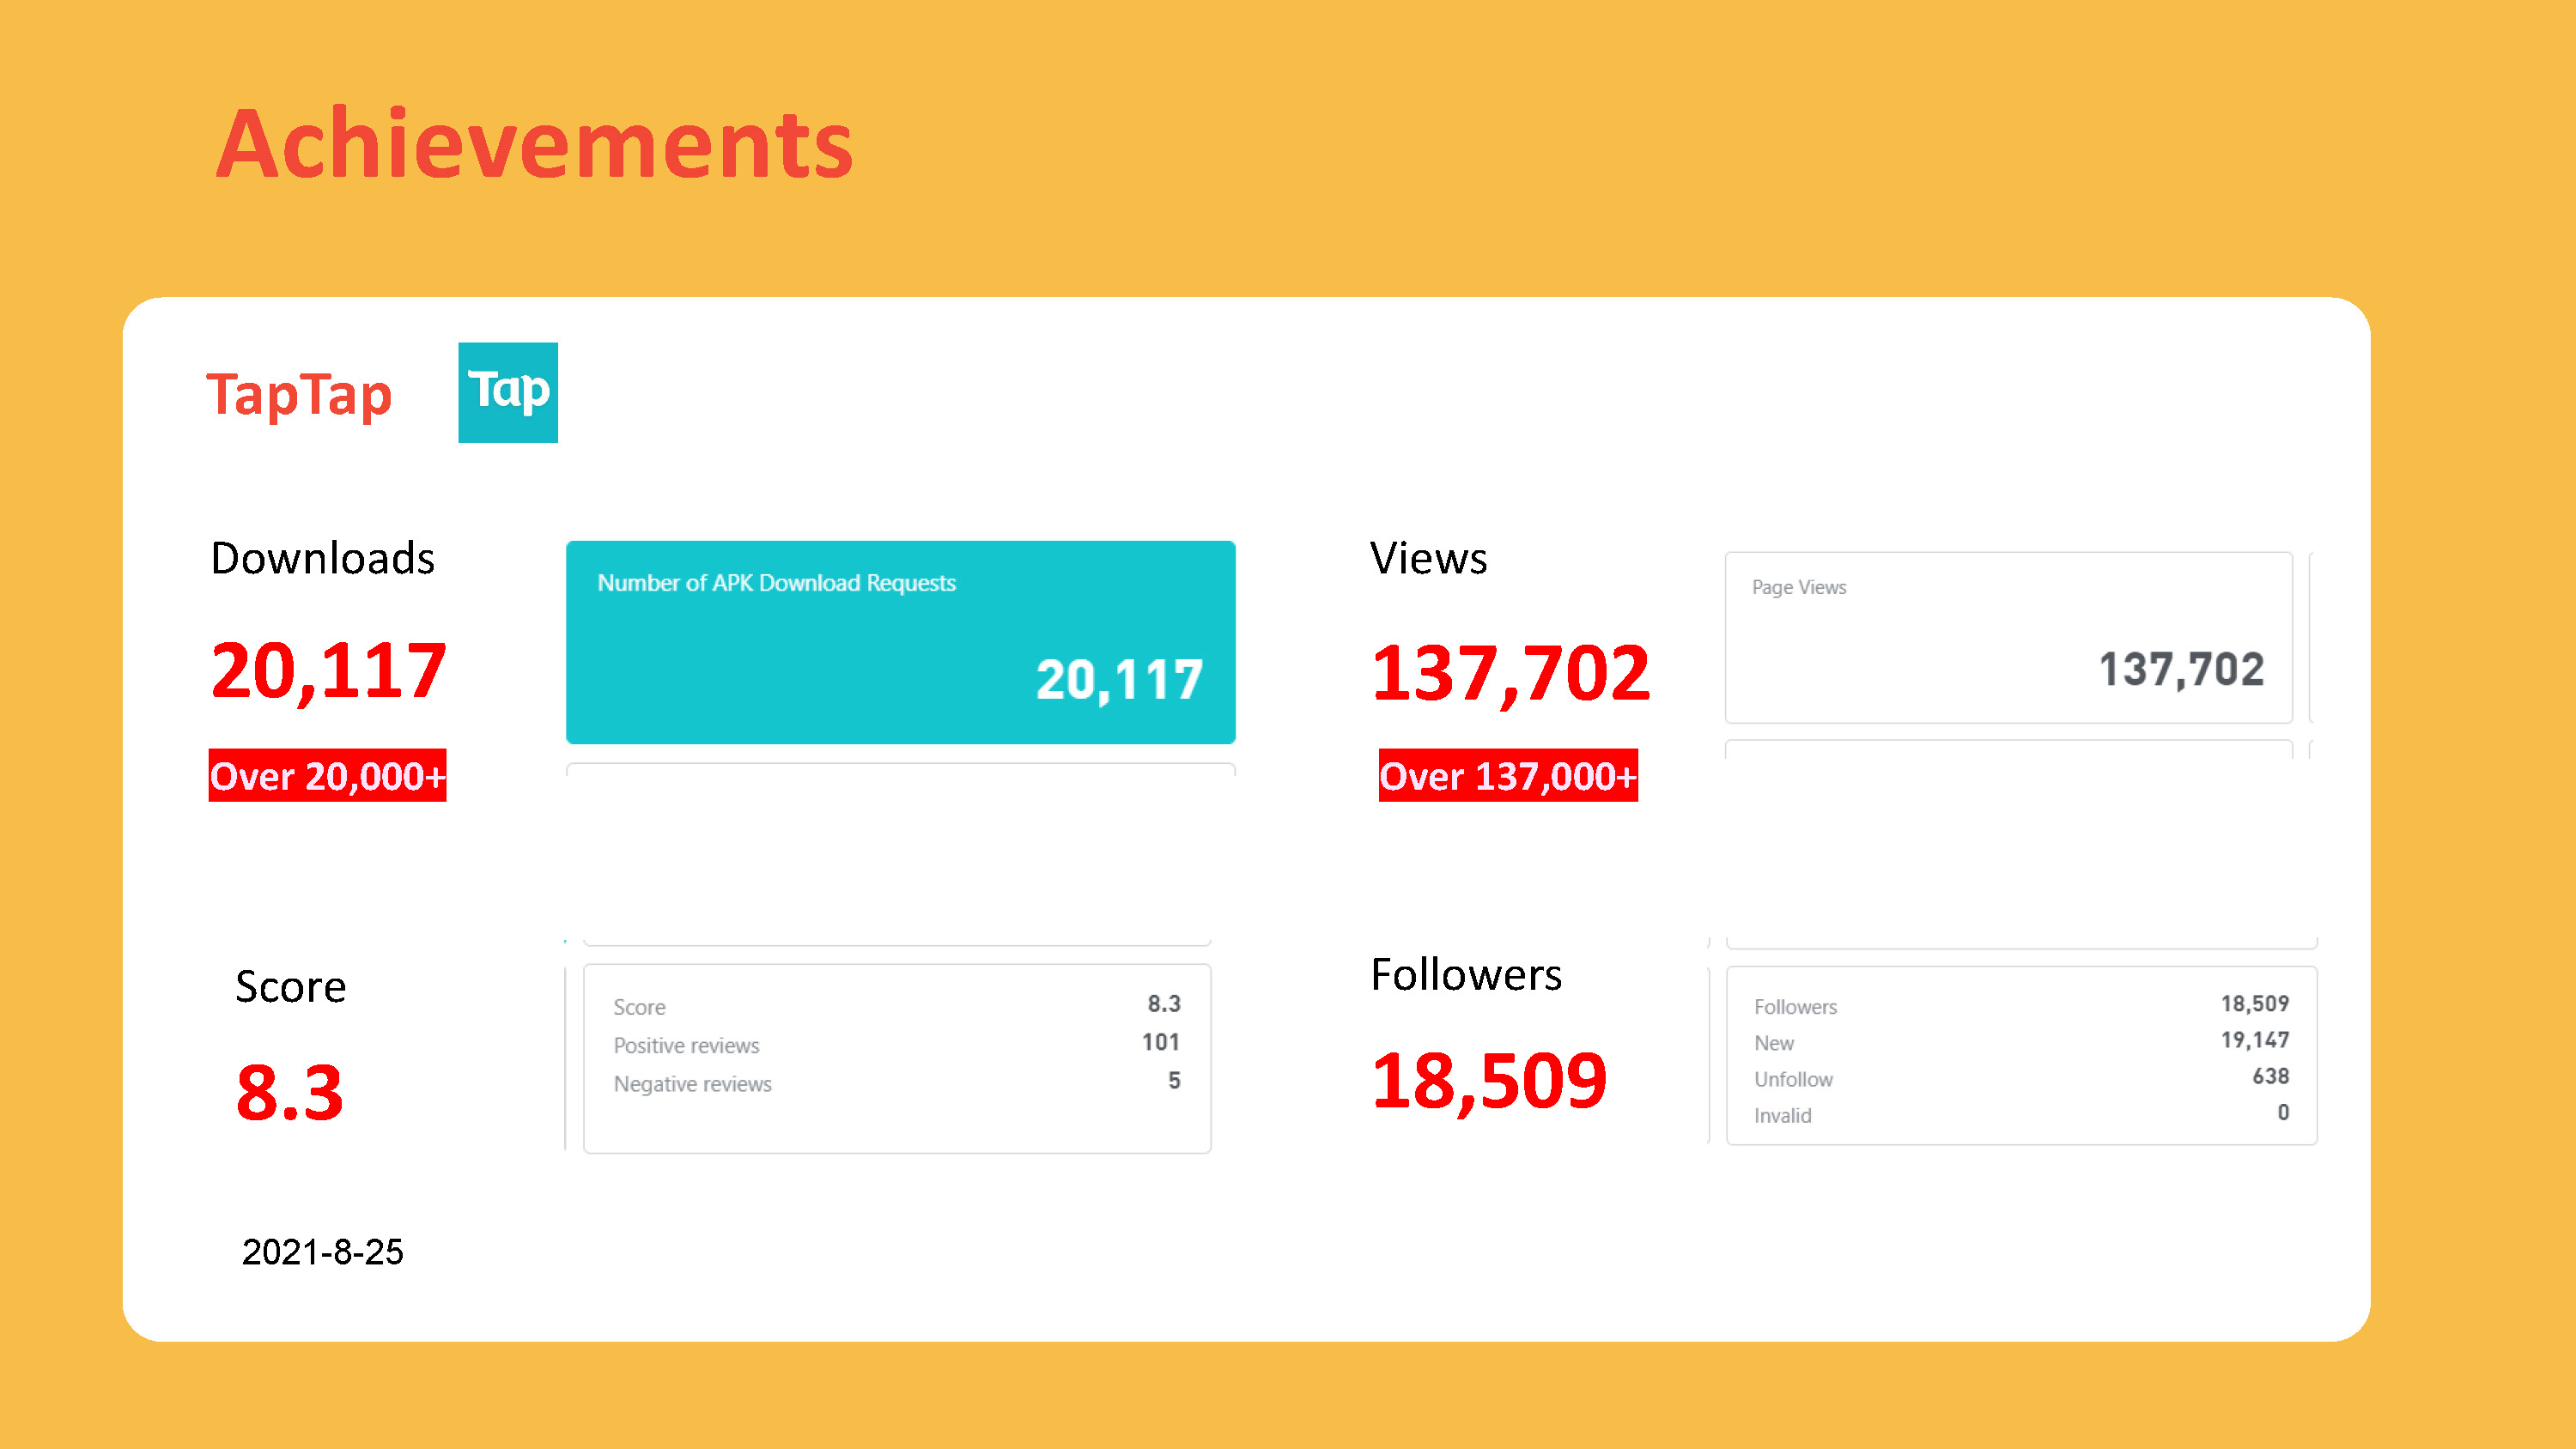 Achievements
TapTap
Tap
Downloads
20,117
Over 20,000+
Number of APK Download Requests
20,117
Views
137,702
Over 137,000+
Page Views
137,702
Score
8.3
Score 8.3
Positive reviews 101
Negative reviews 5
Followers
18,509
Followers 18,509
New 19,147
Unfollow 638
Invalid 0
2021-8-25